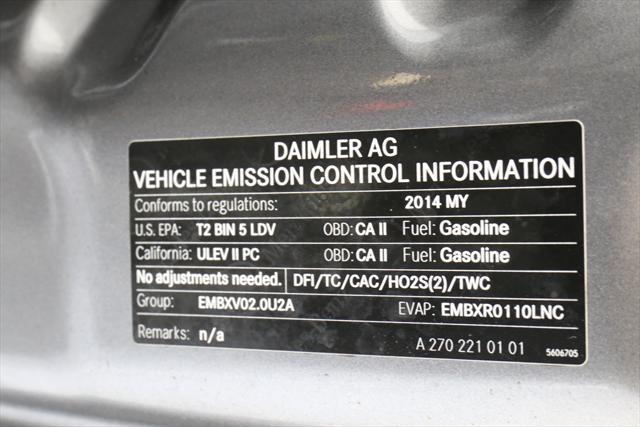 DAIMLER AG
VEHICLE EMISSION CONTROL INFORMATION
Conforms to regulations: 2014 MY
U.S. EPA: T2 BIN 5 LDV OBD: CA II Fuel: Gasoline
California: ULEV II PC OBD: CA II Fuel: Gasoline
No adjustments needed. DFI/TC/CAC/HO2S(2)/TWC
Group: EMBXV02.0U2A EVAP: EMBXR0110LNC
Remarks: n/a A 270 221 01 01 5606705